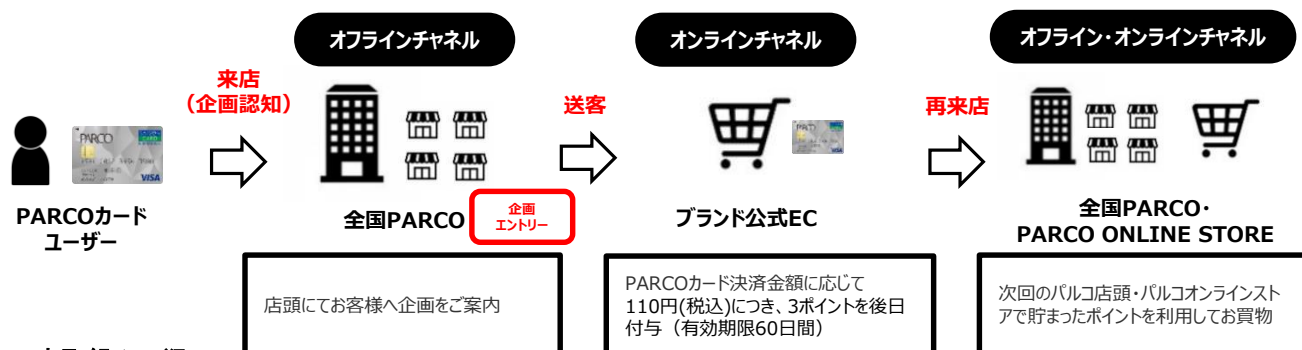 オフラインチャネル
オンラインチャネル
オフライン・オンラインチャネル
来店
（企画認知）
送客
再来店
PARCO
VISA
PARCOカード
ユーザー
全国PARCO
企画
エントリー
ブランド公式EC
全国PARCO・
PARCO ONLINE STORE
店頭にてお客様へ企画をご案内
PARCOカード決済金額に応じて
110円(税込)につき、3ポイントを後日
付与（有効期限60日間）
次回のパルコ店頭・パルコオンラインスト
アで貯まったポイントを利用してお買物